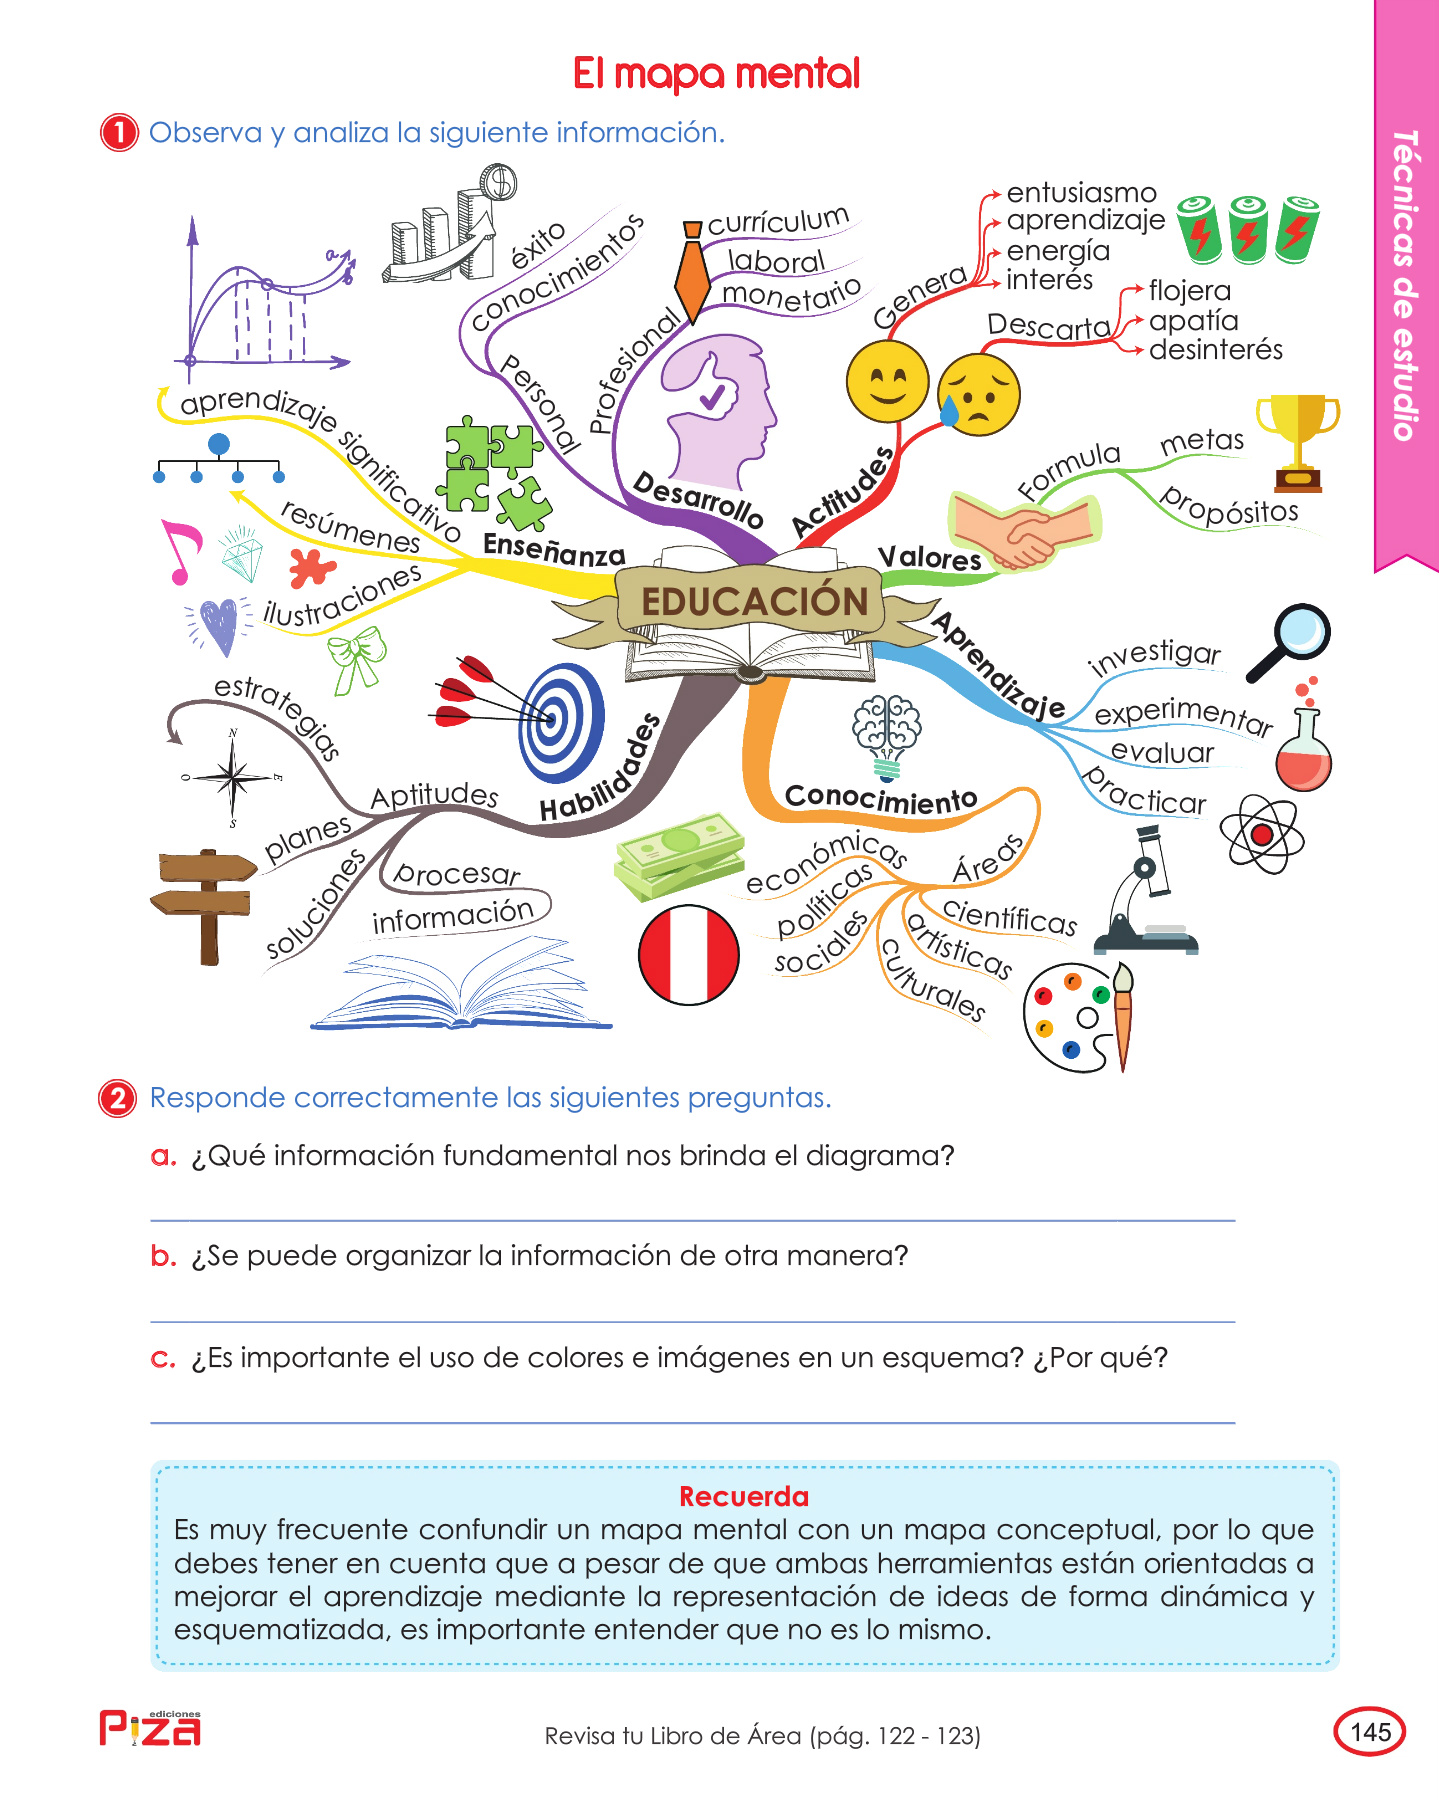 El mapa mental
Técnicas de estudio
1 Observa y analiza la siguiente información.
éxito
conocimientos
Personal
Profesional
currículum
laboral
monetario
Desarrollo
Genera
entusiasmo
aprendizaje
energía
interés
Descarta
flojera
apatía
desinterés
Actitudes
Formula
metas
propósitos
Valores
a
b
aprendizaje significativo
resúmenes
ilustraciones
Enseñanza
EDUCACIÓN
Aprendizaje
investigar
experimentar
evaluar
practicar
Habilidades
Aptitudes
estrategias
planes
soluciones
procesar
información
N
O
E
S
Conocimiento
Áreas
económicas
políticas
sociales
culturales
artísticas
científicas
2 Responde correctamente las siguientes preguntas.
a. ¿Qué información fundamental nos brinda el diagrama?
b. ¿Se puede organizar la información de otra manera?
c. ¿Es importante el uso de colores e imágenes en un esquema? ¿Por qué?
Recuerda
Es muy frecuente confundir un mapa mental con un mapa conceptual, por lo que
debes tener en cuenta que a pesar de que ambas herramientas están orientadas a
mejorar el aprendizaje mediante la representación de ideas de forma dinámica y
esquematizada, es importante entender que no es lo mismo.
ediciones
Piza
Revisa tu Libro de Área (pág. 122 - 123)
145